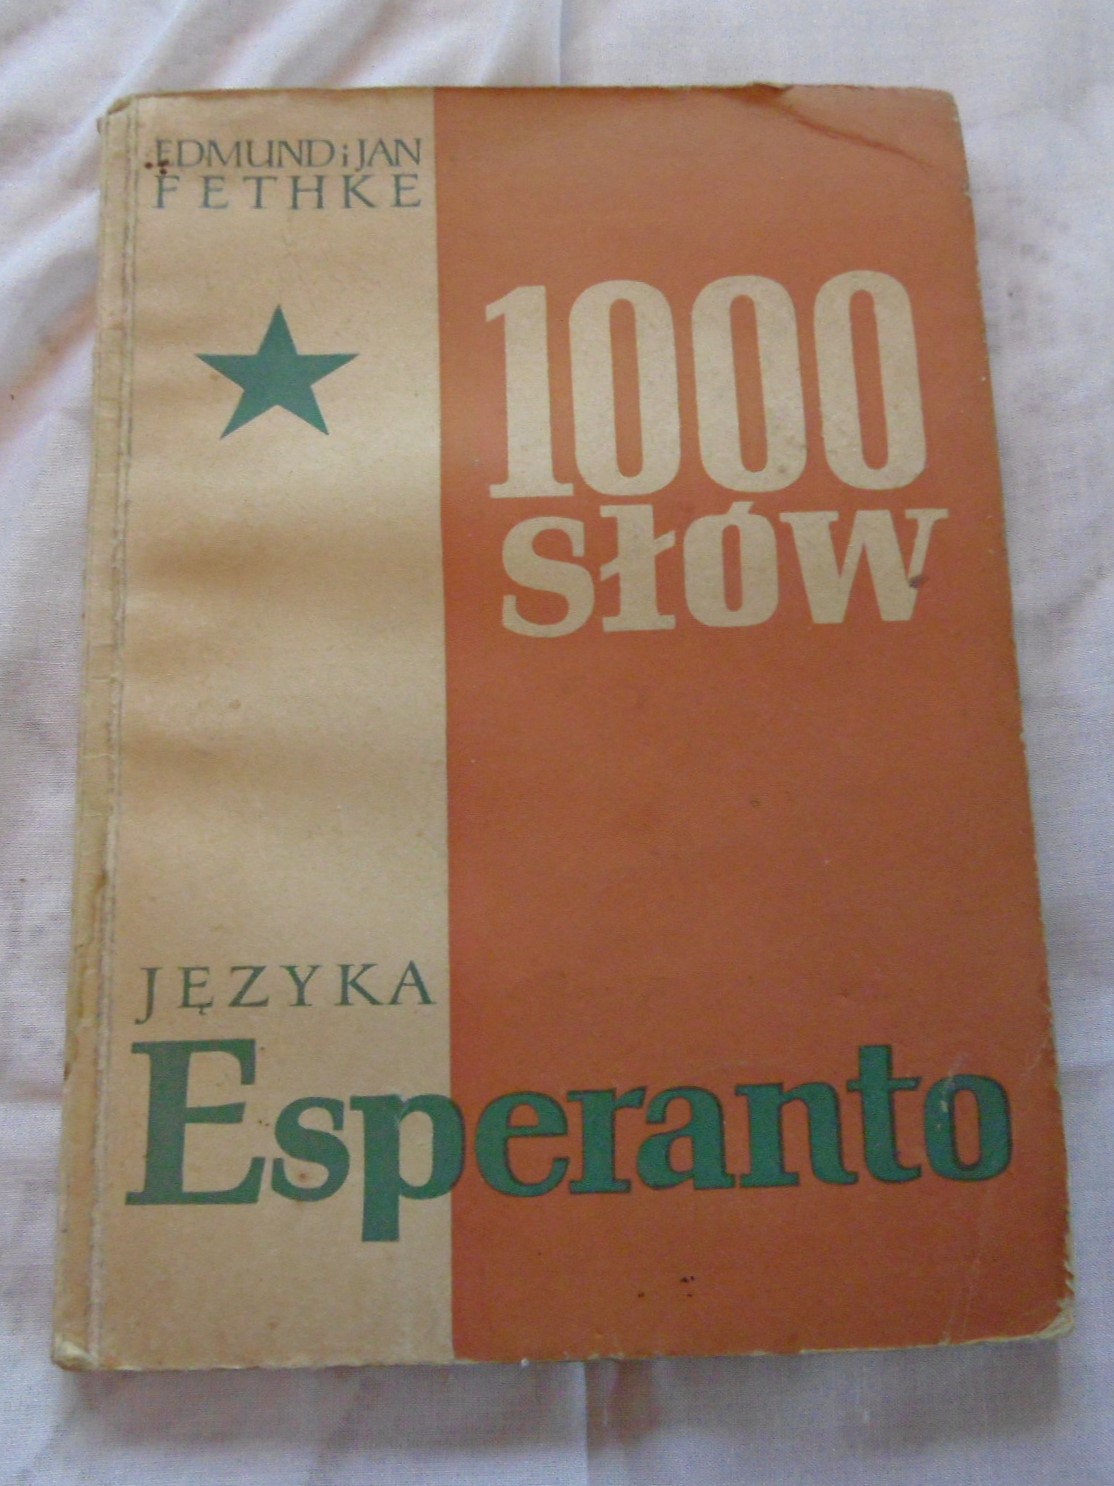 EDMUND i JAN
FETHKE
1000
słów
JĘZYKA
Esperanto